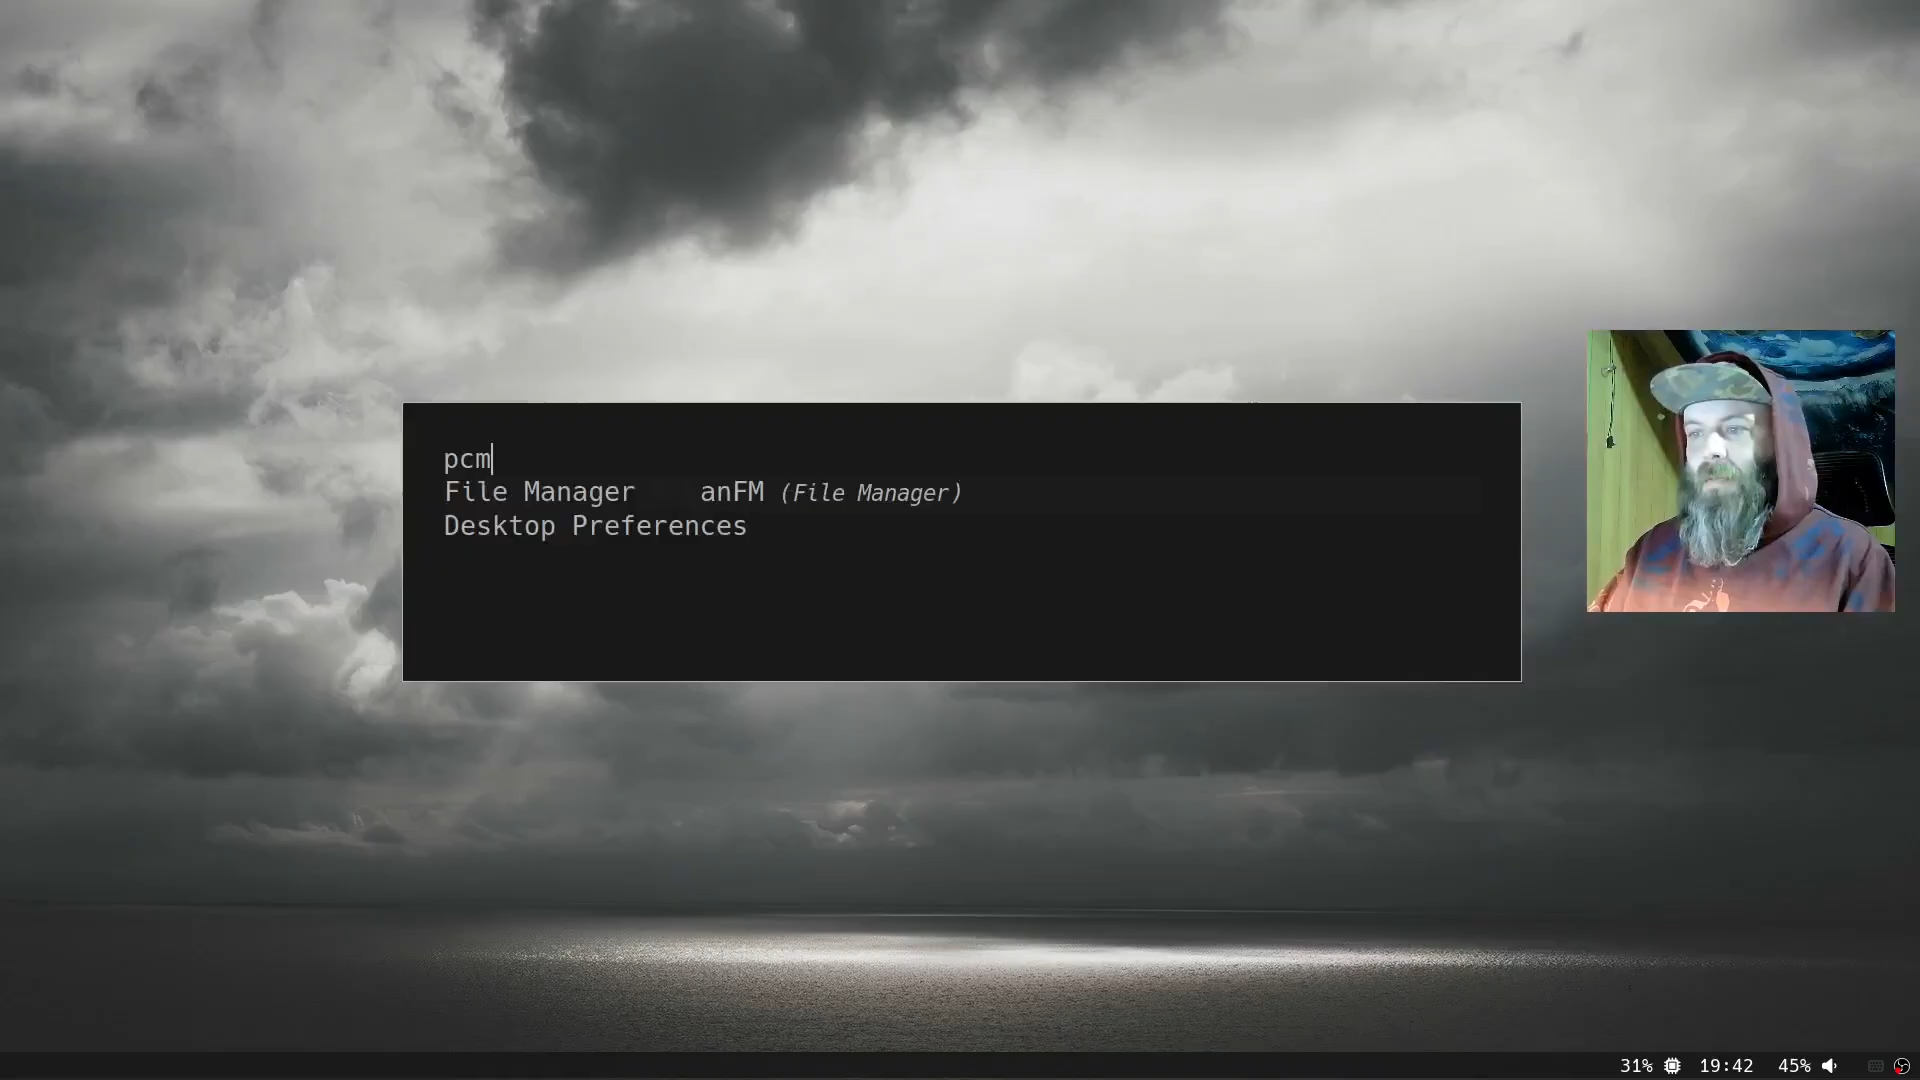 pcm
File Manager anFM (File Manager)
Desktop Preferences
31% 19:42 45%